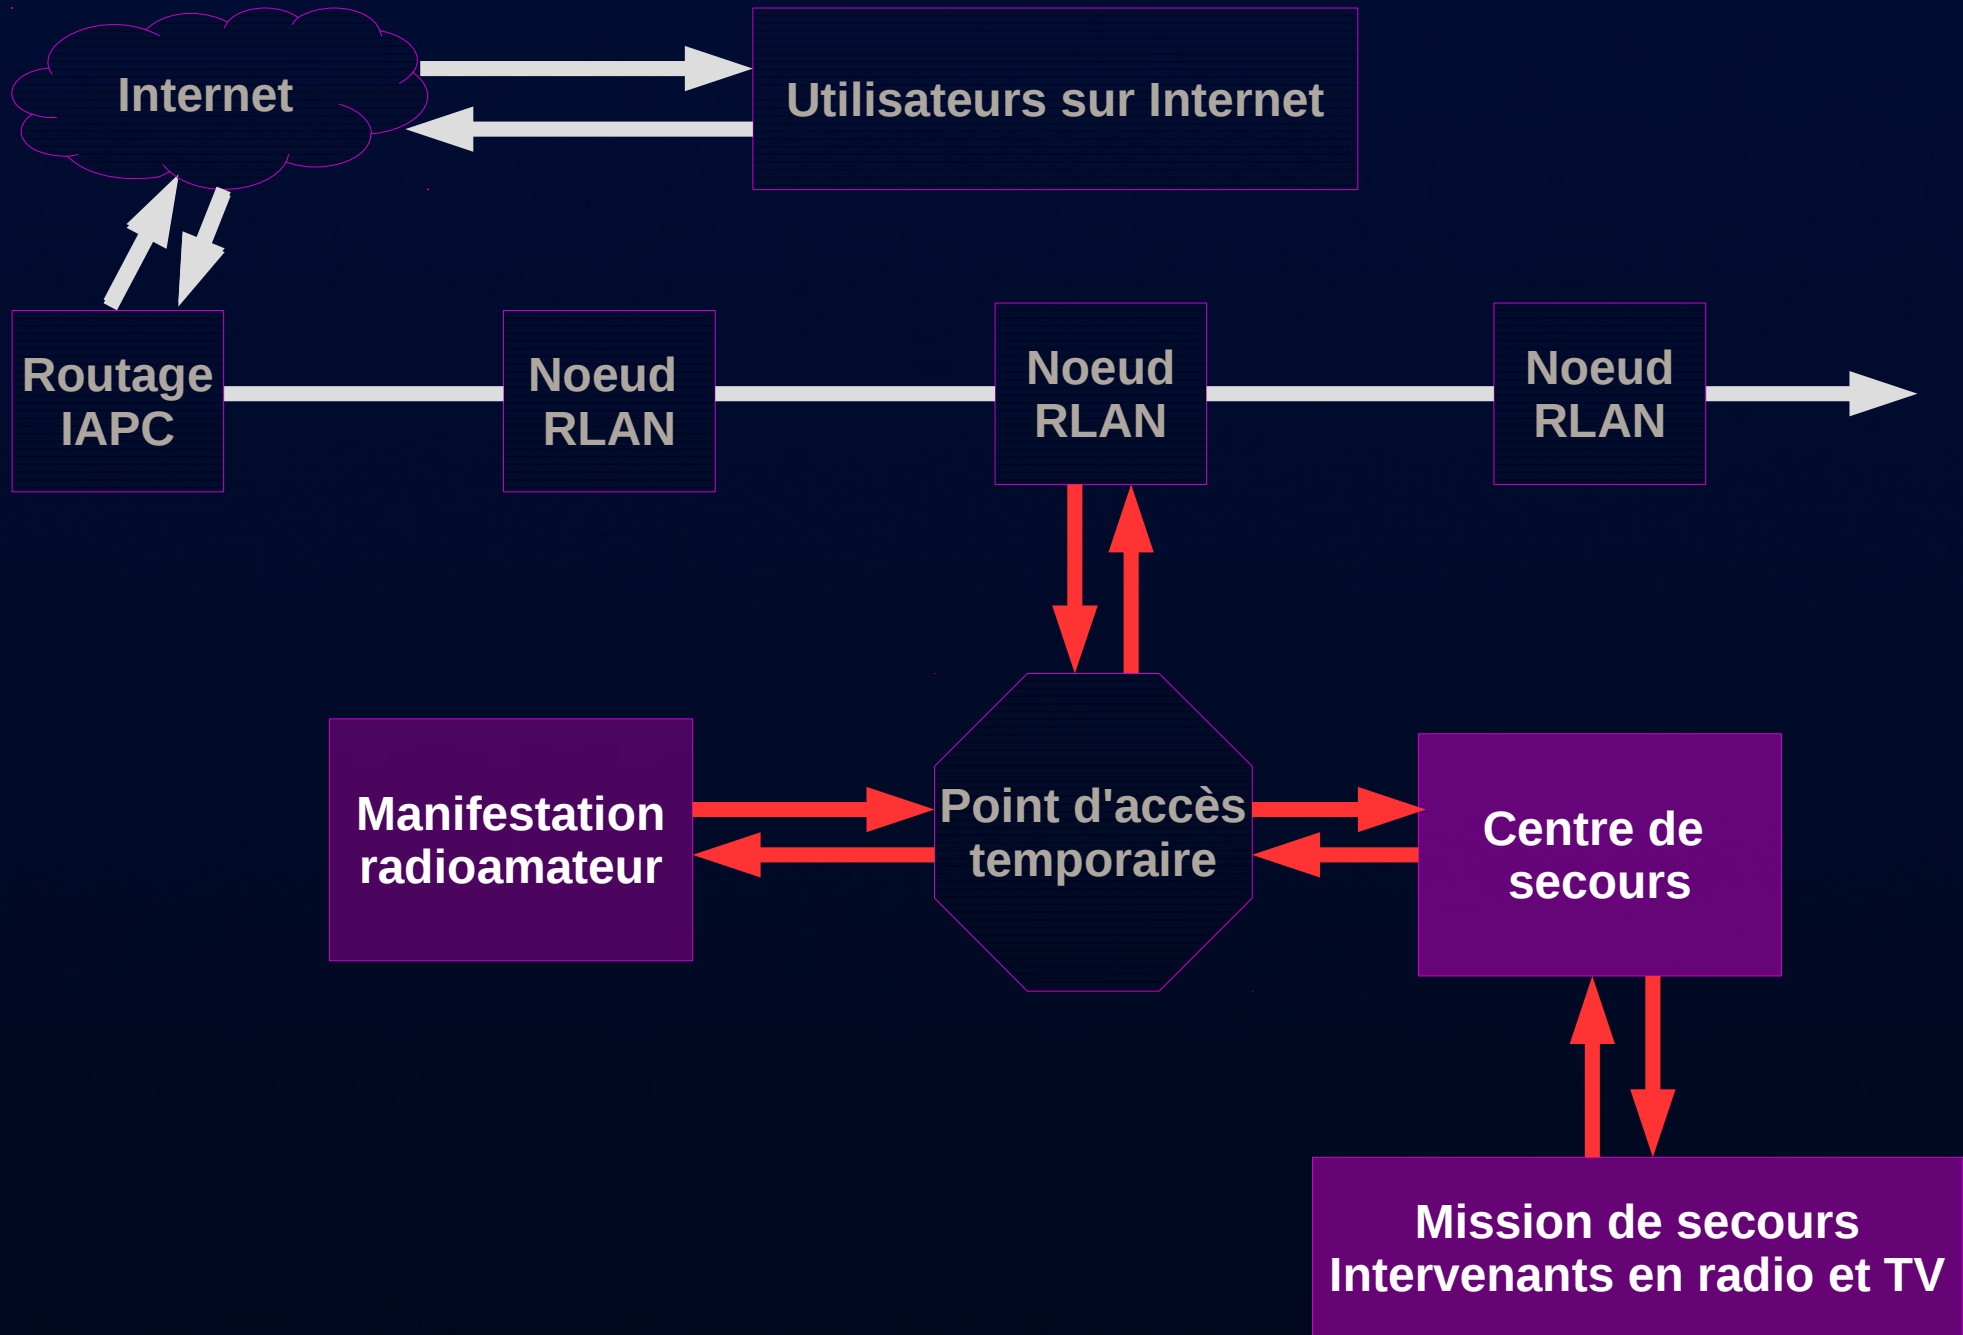 Internet
Utilisateurs sur Internet
Routage
IAPC
Noeud
RLAN
Noeud
RLAN
Noeud
RLAN
Manifestation
radioamateur
Point d'accès
temporaire
Centre de
secours
Mission de secours
Intervenants en radio et TV